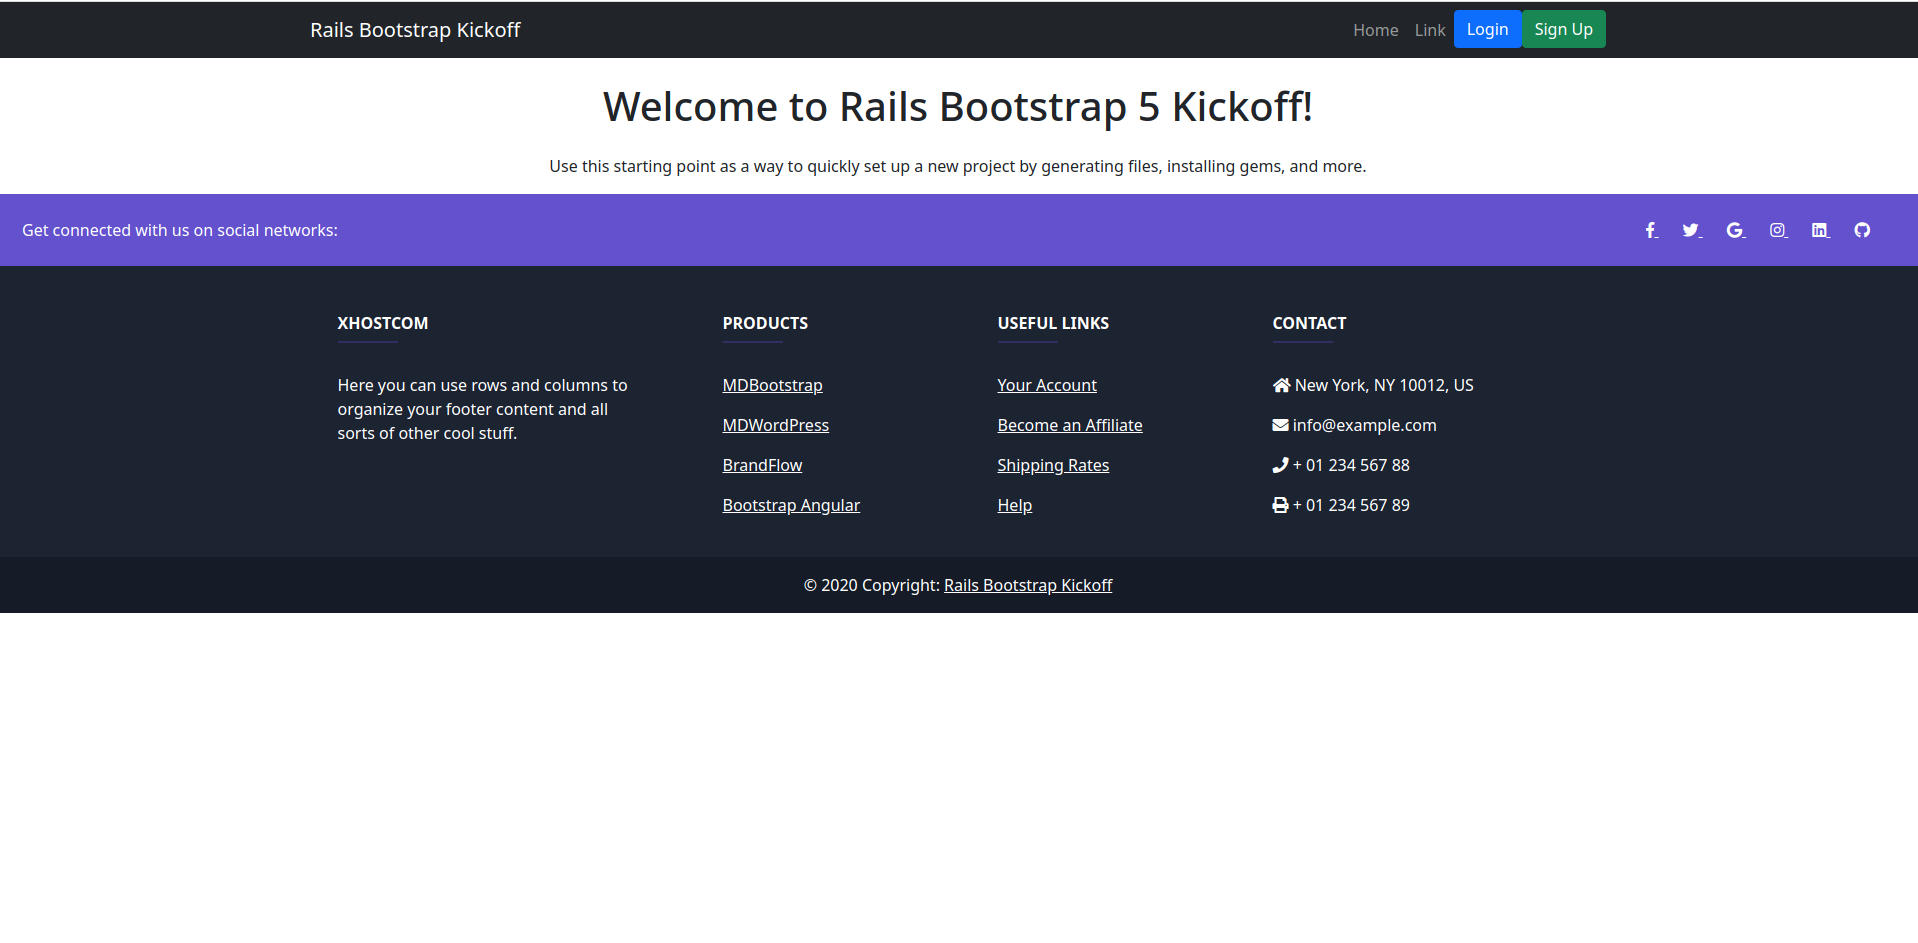 Rails Bootstrap Kickoff
Home Link Login Sign Up
Welcome to Rails Bootstrap 5 Kickoff!
Use this starting point as a way to quickly set up a new project by generating files, installing gems, and more.
Get connected with us on social networks:
XHOSTCOM
Here you can use rows and columns to
organize your footer content and all
sorts of other cool stuff.
PRODUCTS
MDBootstrap
MDWordPress
BrandFlow
Bootstrap Angular
USEFUL LINKS
Your Account
Become an Affiliate
Shipping Rates
Help
CONTACT
New York, NY 10012, US
info@example.com
+ 01 234 567 88
+ 01 234 567 89
© 2020 Copyright: Rails Bootstrap Kickoff